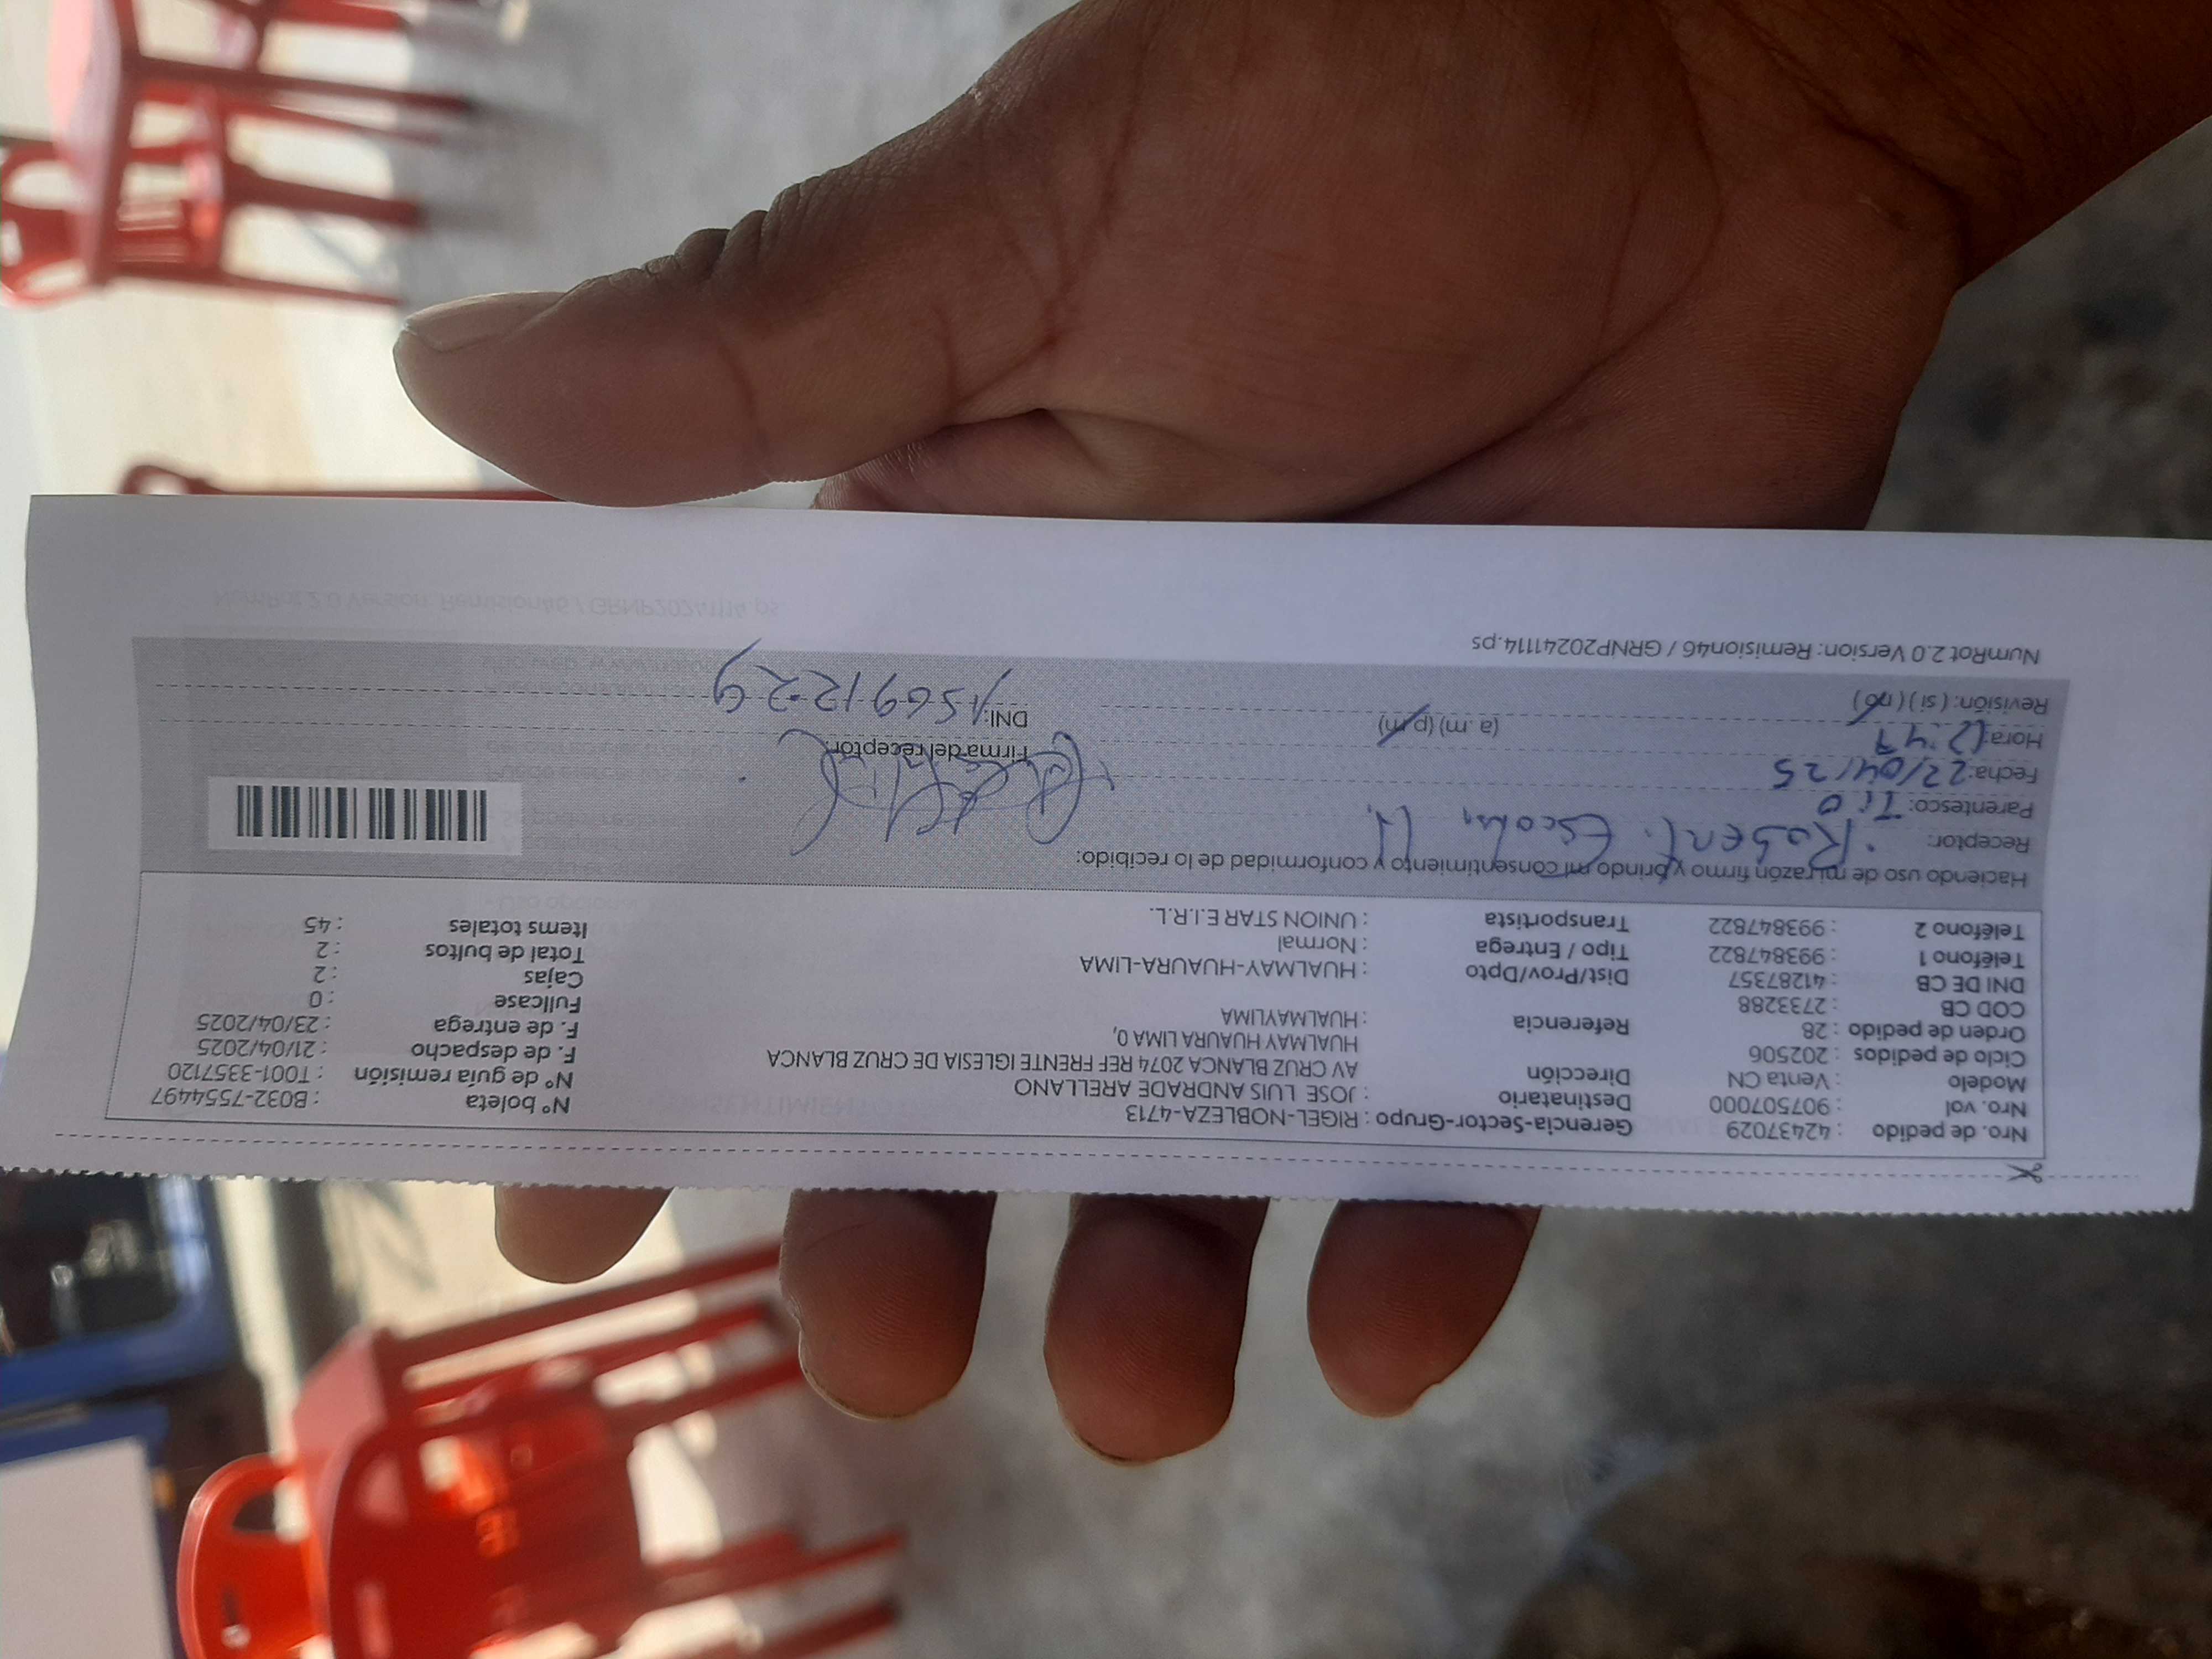 Nro. de pedido : 42437029 Gerencia-Sector-Grupo : RIGEL-NOBLEZA-4713 N° boleta : B032-7554497
Nro. vol : 907507000 Destinatario : JOSE LUIS ANDRADE ARELLANO N° de guía remisión : T001-3357120
Modelo : Venta CN Dirección AV CRUZ BLANCA 2074 REF FRENTE IGLESIA DE CRUZ BLANCA F. de despacho : 21/04/2025
Ciclo de pedidos : 202506 HUALMAY HUAURA LIMA 0, F. de entrega : 23/04/2025
Orden de pedido : 28 Referencia : HUALMAYLIMA Fullcase : 0
COD CB : 2733288 Cajas : 2
DNI DE CB : 41287357 Dist/Prov/Dpto : HUALMAY-HUAURA-LIMA Total de bultos : 2
Teléfono 1 : 993847822 Tipo / Entrega : Normal Items totales : 45
Teléfono 2 : 993847822 Transportista : UNION STAR E.I.R.L.
Haciendo uso de mi razón firmo y brindo mi consentimiento y conformidad de lo recibido:
Receptor:
Parentesco: Tio
Fecha: 22/04/25 Firma del receptor:
Hora: 12:47 (a. m) (p. m) DNI: 15691229
Revisión: ( si ) ( no )
NumRot 2.0 Version: Remision46 / GRNP20241114.ps